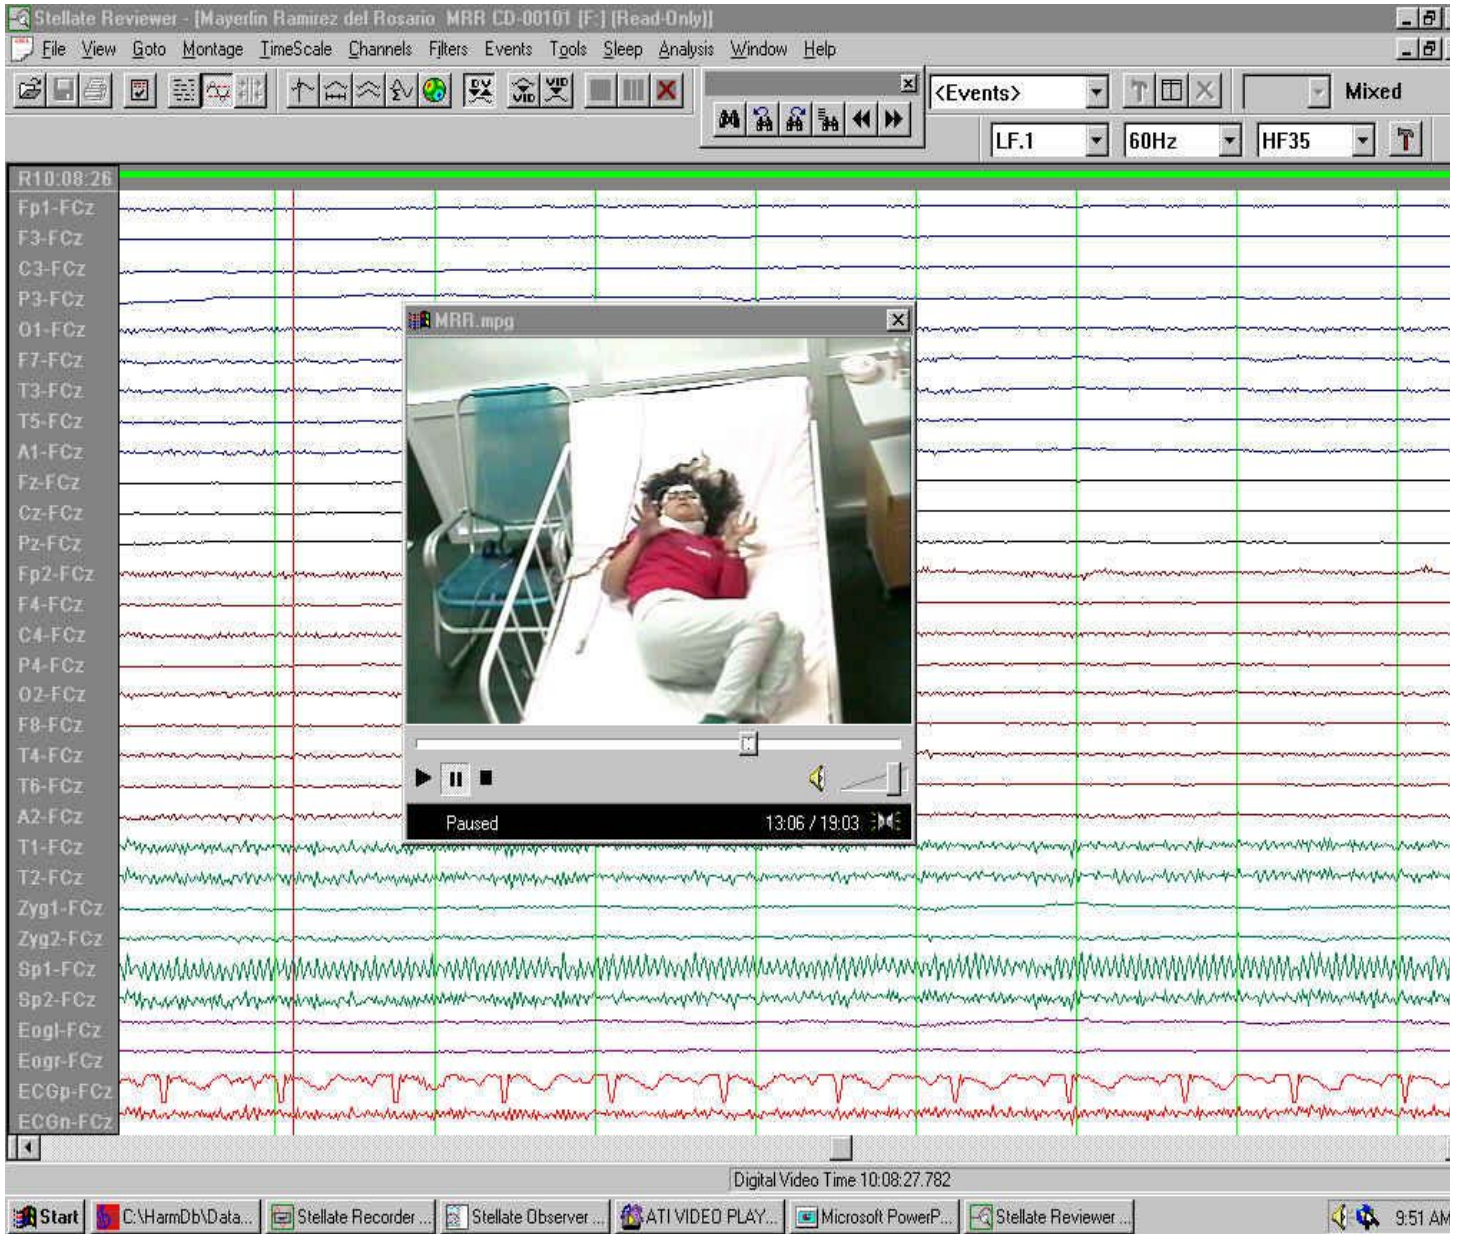 Stellate Reviewer - [Mayerlin Ramirez del Rosario MRR CD-00101 [F:] (Read-Only)]
File View Goto Montage TimeScale Channels Filters Events Tools Sleep Analysis Window Help
DX VID VID <Events> Mixed
LF.1 60Hz HF35
R10:08:26
Fp1-FCz
F3-FCz
C3-FCz
P3-FCz
MRR.mpg
O1-FCz
F7-FCz
T3-FCz
T5-FCz
A1-FCz
Fz-FCz
Cz-FCz
Pz-FCz
Fp2-FCz
F4-FCz
C4-FCz
P4-FCz
O2-FCz
F8-FCz
T4-FCz
T6-FCz
A2-FCz
Paused 13:06 / 19:03
T1-FCz
T2-FCz
Zyg1-FCz
Zyg2-FCz
Sp1-FCz
Sp2-FCz
Eogl-FCz
Eogr-FCz
ECGp-FCz
ECGn-FCz
Digital Video Time 10:08:27.782
Start C:\HarmDb\Data... Stellate Recorder ... Stellate Observer ... ATI VIDEO PLAY... Microsoft PowerP... Stellate Reviewer ... 9:51 AM